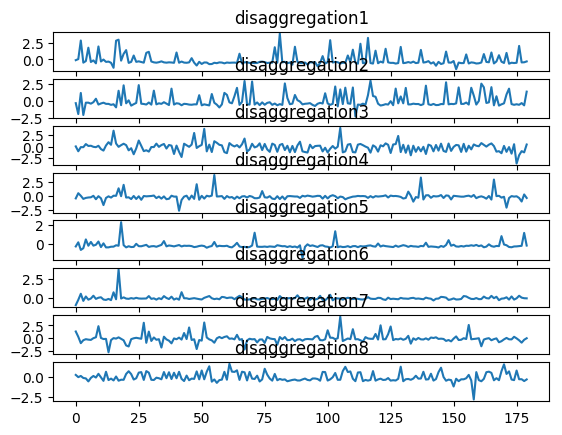 disaggregation1
2.5
0.0
disaggregation2
2.5
0.0
−2.5
disaggregation3
2.5
0.0
−2.5
disaggregation4
2.5
0.0
−2.5
disaggregation5
2
0
disaggregation6
2.5
0.0
disaggregation7
2.5
0.0
−2.5
disaggregation8
0.0
−2.5
0 25 50 75 100 125 150 175